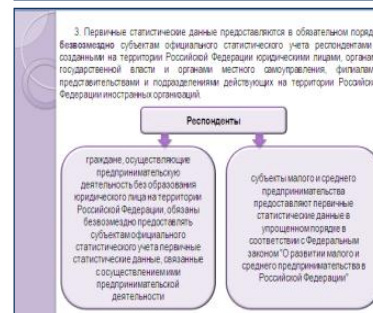 3. Первичные статистические данные предоставляются в обязательном поряд
безвозмездно субъектам официального статистического учета респондентами
созданными на территории Российской Федерации юридическими лицами, органам
государственной власти и органами местного самоуправления, филиалам
представительствами и подразделениями действующих на территории Российско
Федерации иностранных организаций.
Респонденты
граждане, осуществляющие
предпринимательскую
деятельность без образования
юридического лица на территории
Российской Федерации, обязаны
безвозмездно предоставлять
субъектам официального
статистического учета первичные
статистические данные, связанные
с осуществлением ими
предпринимательской
деятельности
субъекты малого и среднего
предпринимательства
предоставляют первичные
статистические данные в
упрощенном порядке в
соответствии с Федеральным
законом "О развитии малого и
среднего предпринимательства в
Российской Федерации"